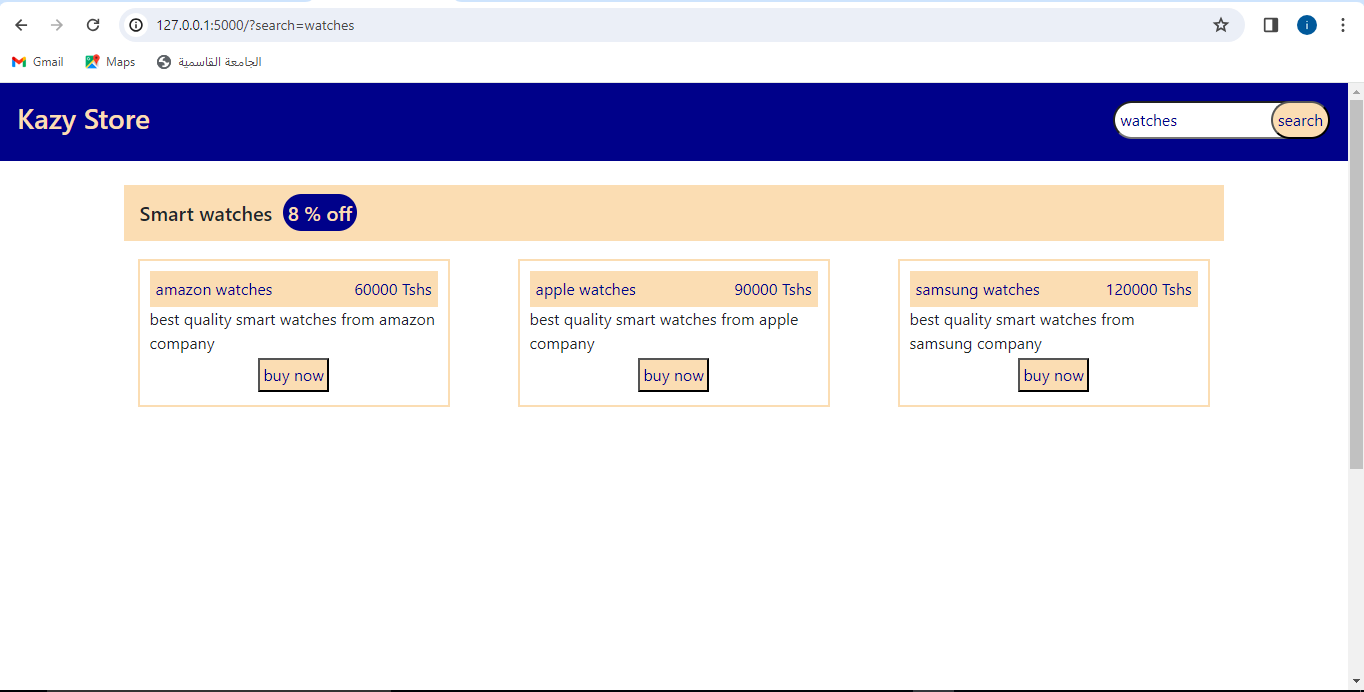 127.0.0.1:5000/?search=watches
i
Gmail Maps الجامعة القاسمية
Kazy Store
watches search
Smart watches 8 % off
amazon watches 60000 Tshs
best quality smart watches from amazon
company
buy now
apple watches 90000 Tshs
best quality smart watches from apple
company
buy now
samsung watches 120000 Tshs
best quality smart watches from
samsung company
buy now